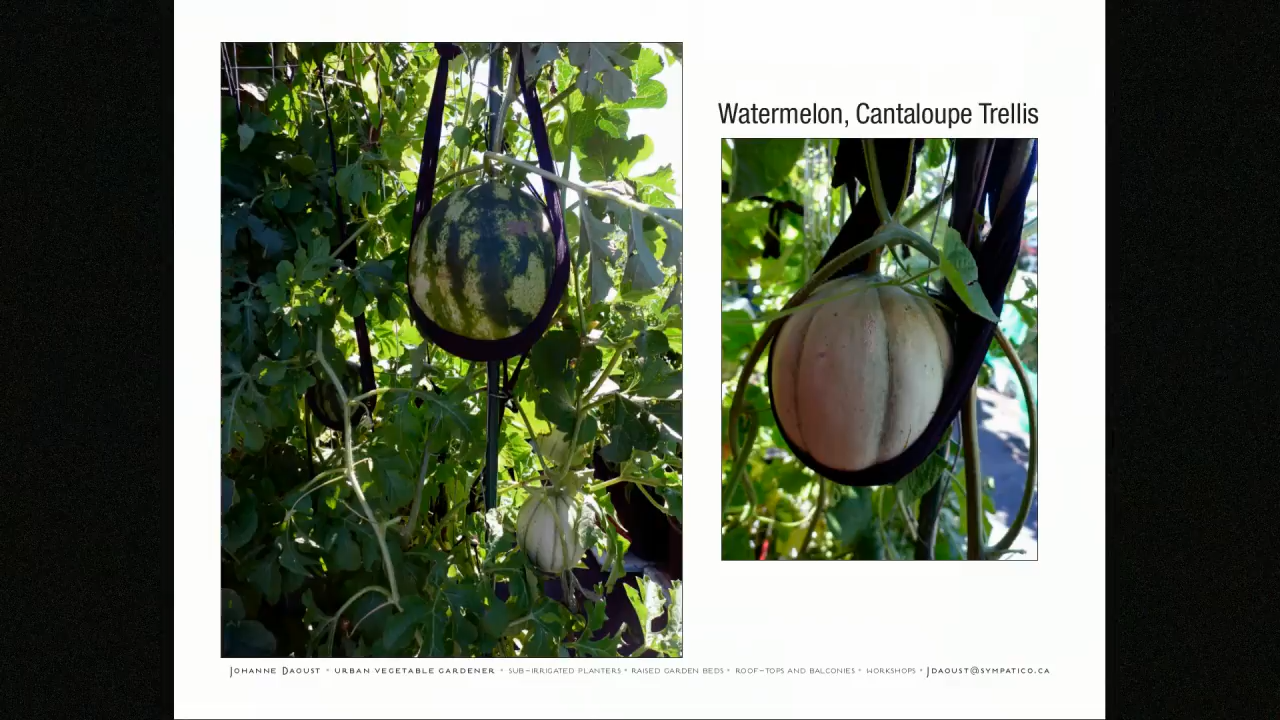 Watermelon, Cantaloupe Trellis
Johanne Daoust • urban vegetable gardener • sub-irrigated planters • raised garden beds • roof-tops and balconies • workshops • jdaoust@sympatico.ca